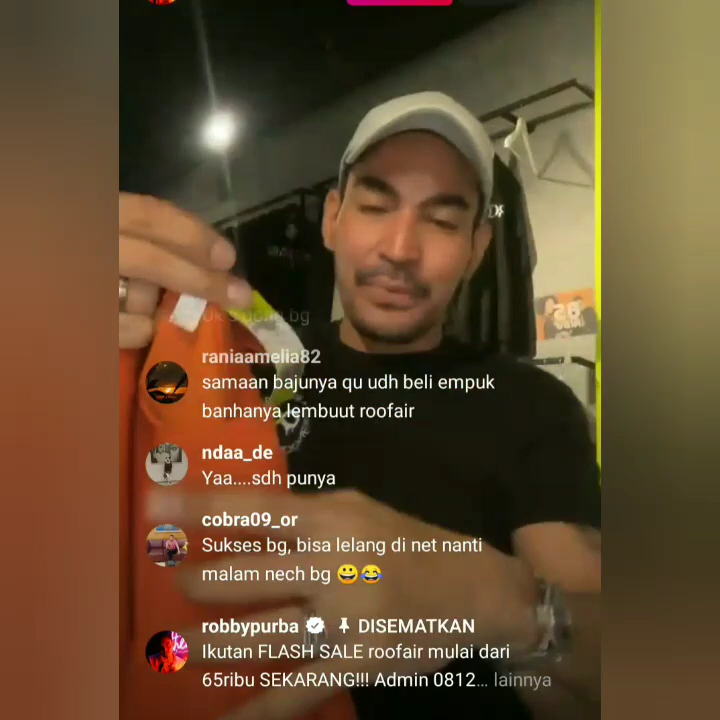 raniaamelia82
samaan bajunya qu udh beli empuk
banhanya lembuut roofair
ndaa_de
Yaa....sdh punya
cobra09_or
Sukses bg, bisa lelang di net nanti
malam nech bg 😀😂
robbypurba DISEMATKAN
Ikutan FLASH SALE roofair mulai dari
65ribu SEKARANG!!! Admin 0812... lainnya